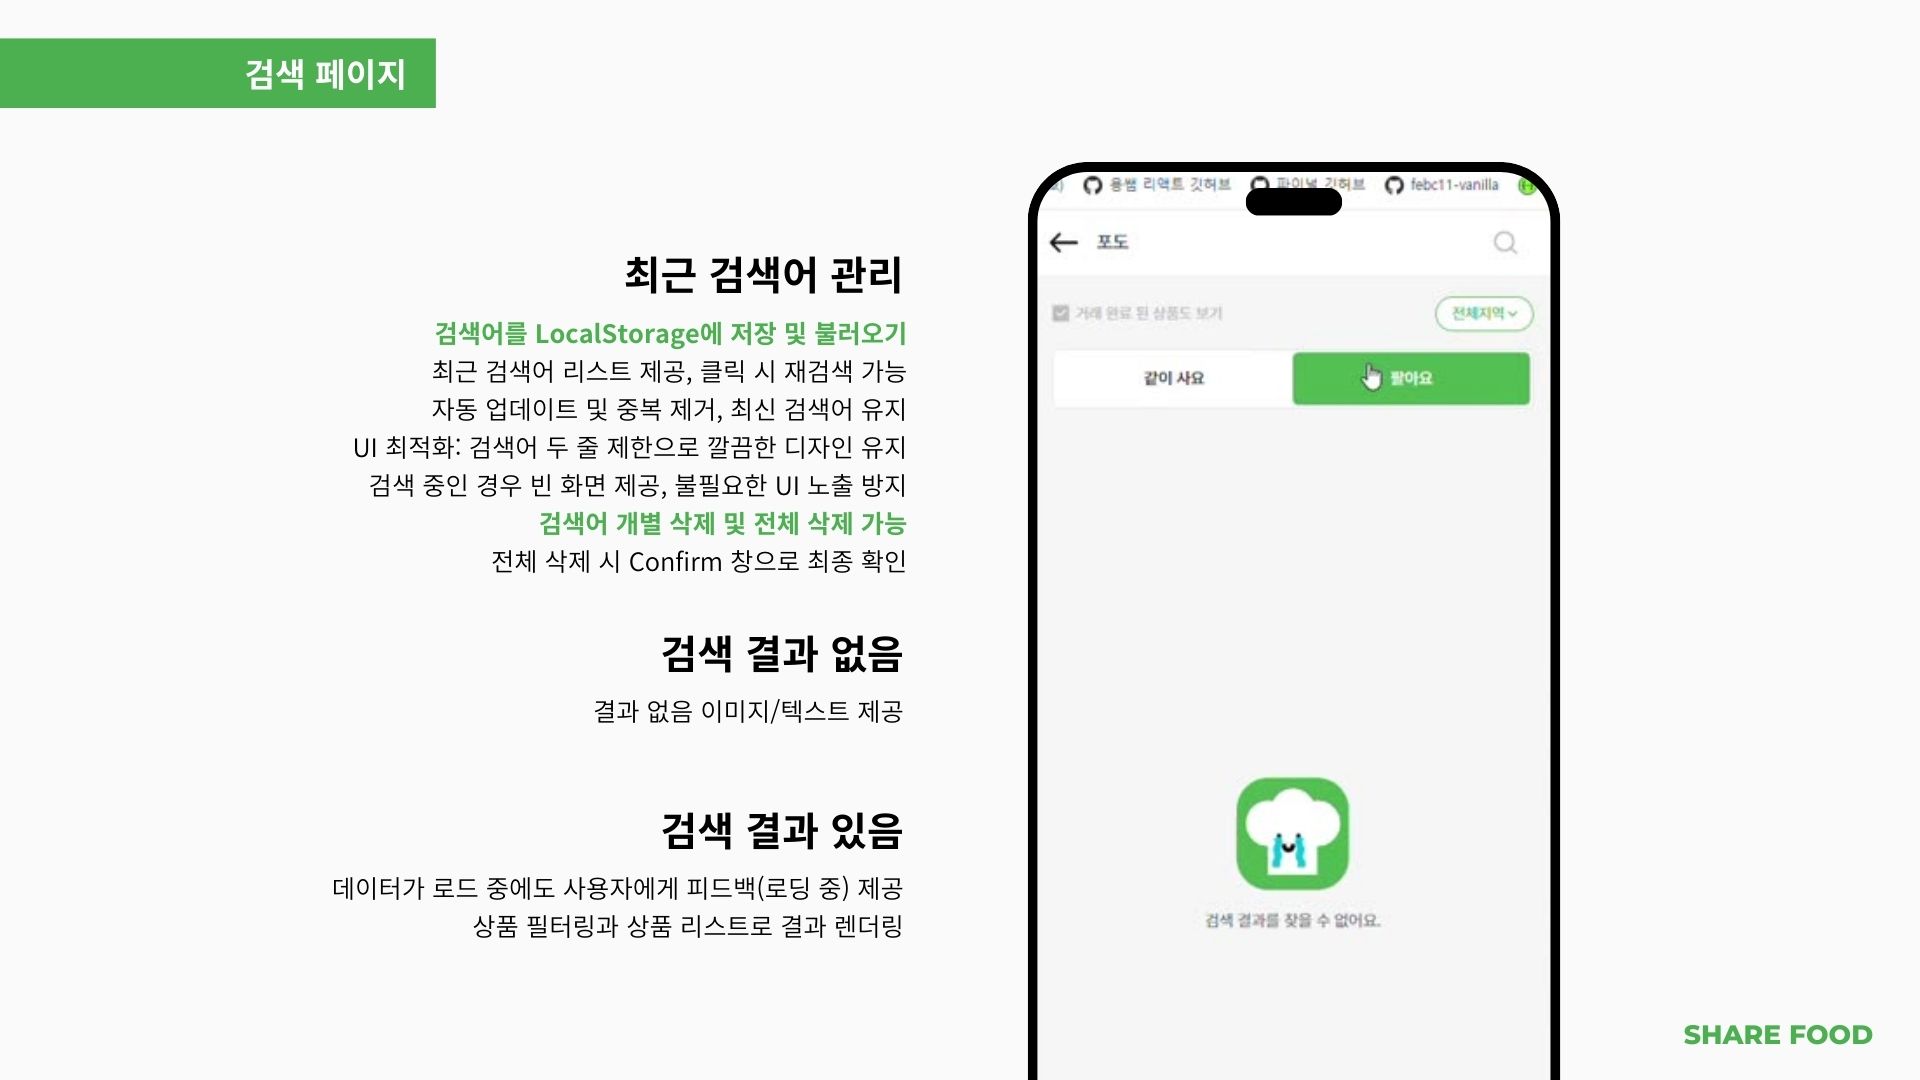 검색 페이지
최근 검색어 관리
검색어를 LocalStorage에 저장 및 불러오기
최근 검색어 리스트 제공, 클릭 시 재검색 가능
자동 업데이트 및 중복 제거, 최신 검색어 유지
UI 최적화: 검색어 두 줄 제한으로 깔끔한 디자인 유지
검색 중인 경우 빈 화면 제공, 불필요한 UI 노출 방지
검색어 개별 삭제 및 전체 삭제 가능
전체 삭제 시 Confirm 창으로 최종 확인
검색 결과 없음
결과 없음 이미지/텍스트 제공
검색 결과 있음
데이터가 로드 중에도 사용자에게 피드백(로딩 중) 제공
상품 필터링과 상품 리스트로 결과 렌더링
용쌤 리액트 깃허브 파이널 깃허브 febc11-vanilla
포도
거래 완료 된 상품도 보기 전체지역
같이 사요 팔아요
검색 결과를 찾을 수 없어요.
SHARE FOOD